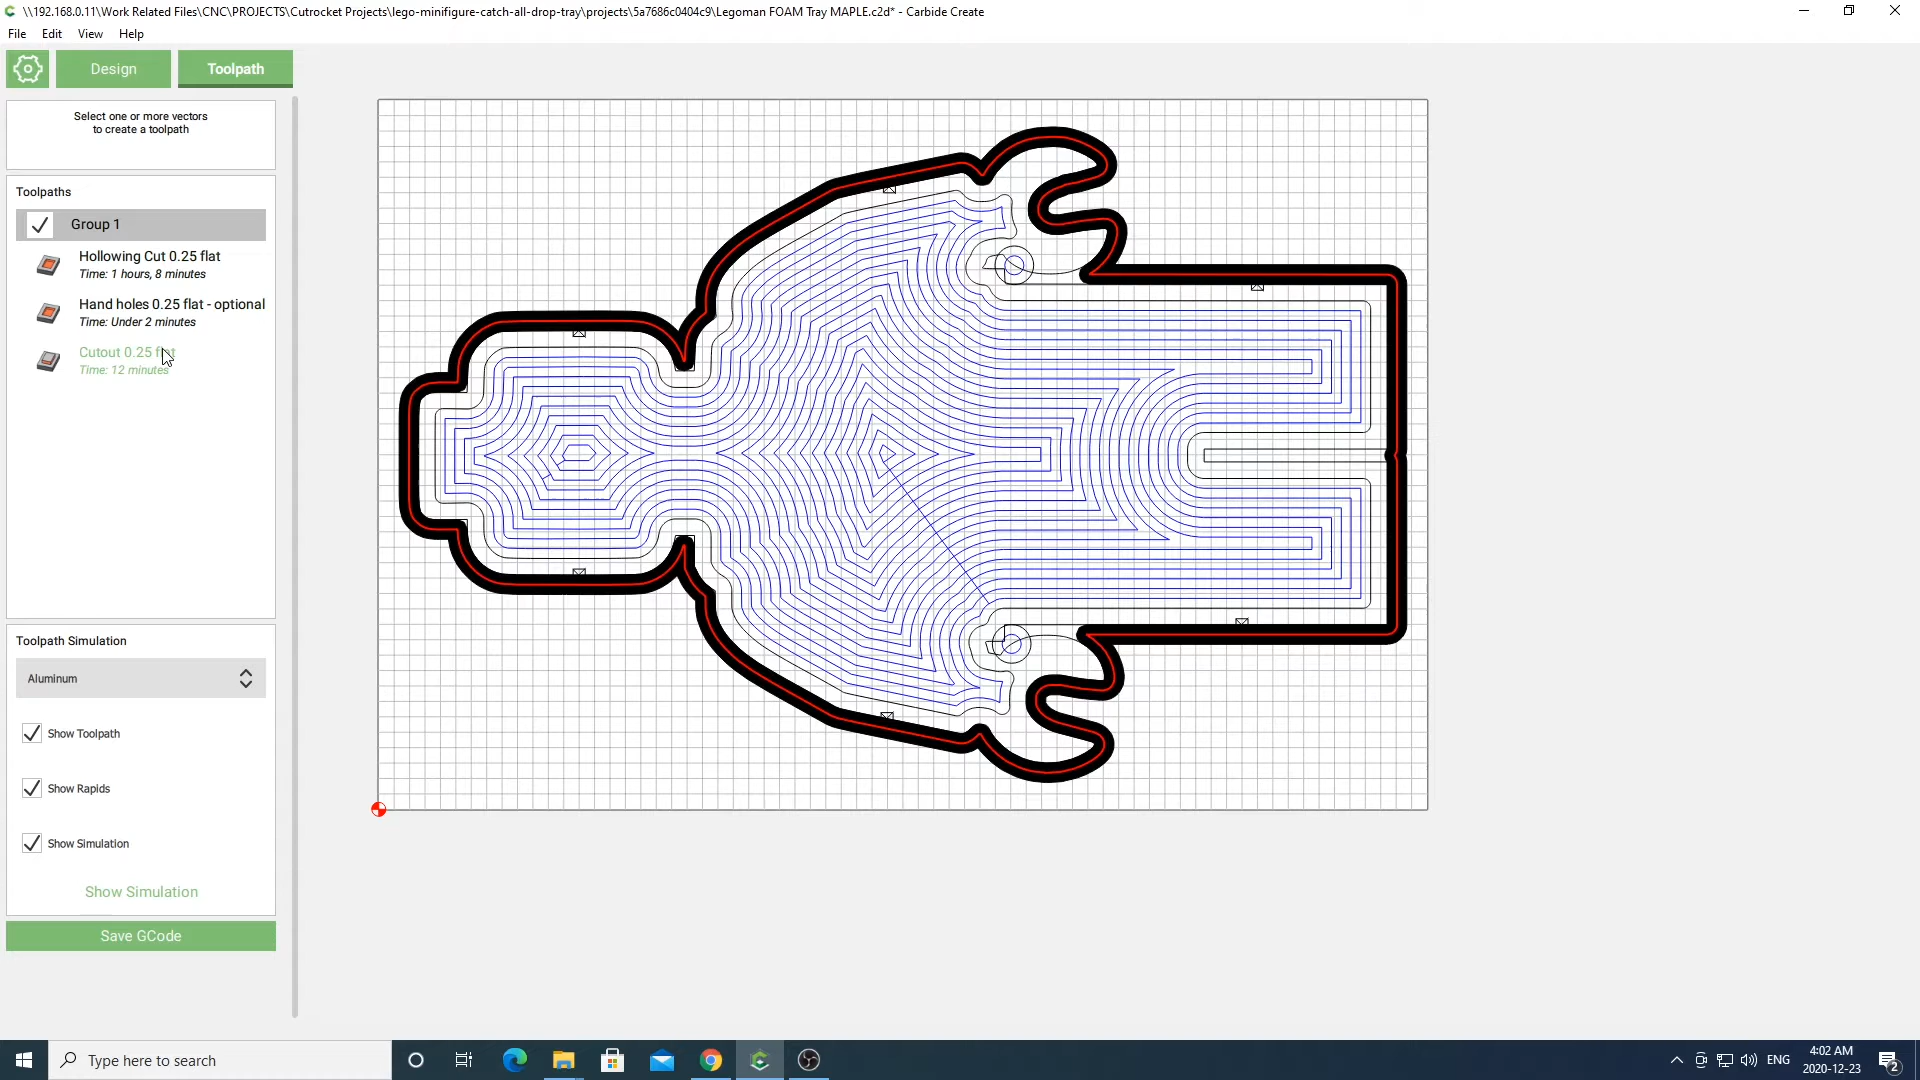 \\192.168.0.11\Work Related Files\CNC\PROJECTS\Cutrocket Projects\lego-minifigure-catch-all-drop-tray\projects\5a7686c0404c9\Legoman FOAM Tray MAPLE.c2d* - Carbide Create
File Edit View Help
Design Toolpath
Select one or more vectors
to create a toolpath
Toolpaths
Group 1
Hollowing Cut 0.25 flat
Time: 1 hours, 8 minutes
Hand holes 0.25 flat - optional
Time: Under 2 minutes
Cutout 0.25 flat
Time: 12 minutes
Toolpath Simulation
Aluminum
Show Toolpath
Show Rapids
Show Simulation
Show Simulation
Save GCode
Type here to search
ENG
4:02 AM
2020-12-23
2